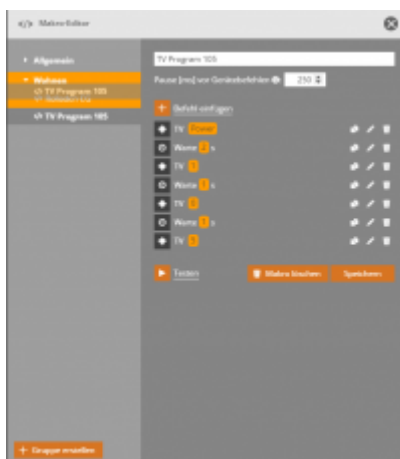 </> Makro-Editor
Allgemein
Wohnen
</> TV Program 105
</> TV Program 105
TV Program 105
Pause [ms] vor Gerätebefehlen 250
Befehl einfügen
TV Power
Warte 2 s
TV 1
Warte 1 s
TV 0
Warte 1 s
TV 5
Testen
Makro löschen
Speichern
Gruppe erstellen